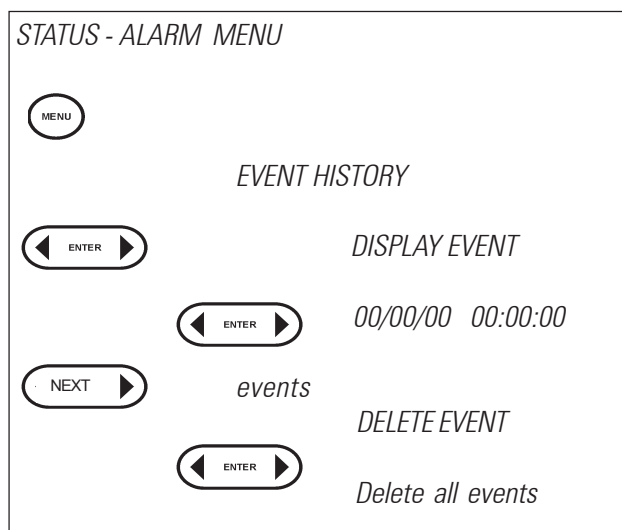 STATUS - ALARM MENU
MENU
EVENT HISTORY
ENTER
DISPLAY EVENT
ENTER
00/00/00 00:00:00
NEXT
events
DELETE EVENT
ENTER
Delete all events